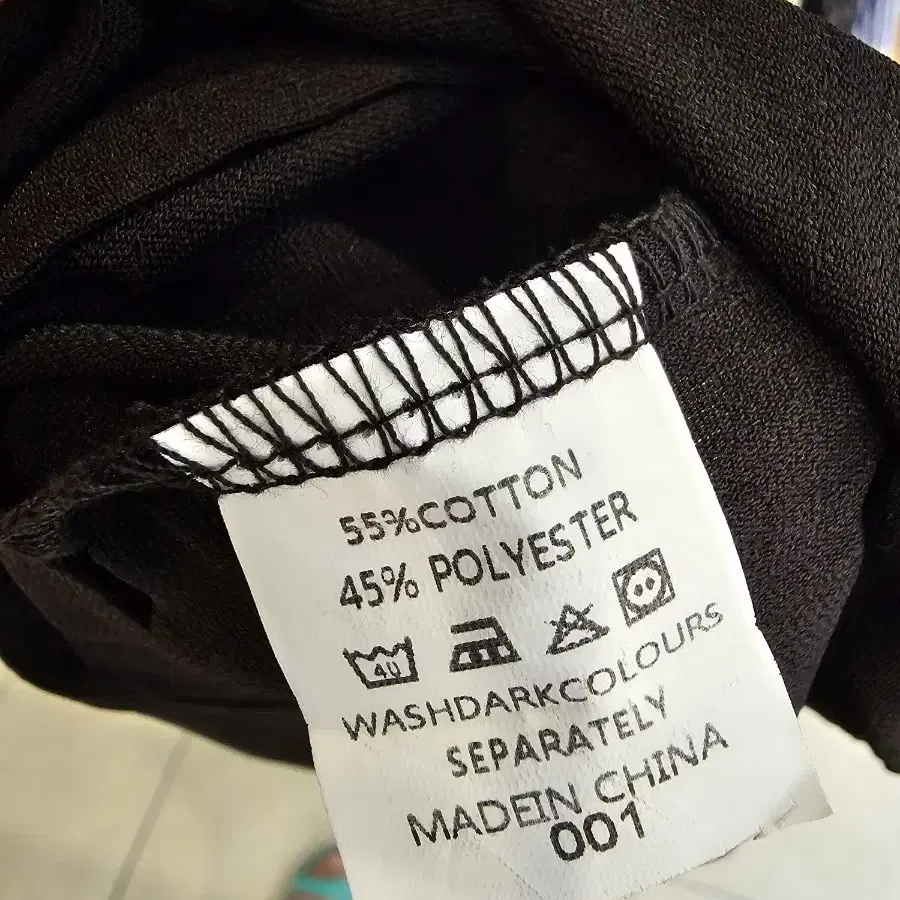 55%COTTON
45% POLYESTER
40
WASHDARKCOLOURS
SEPARATELY
MADEIN CHINA
001